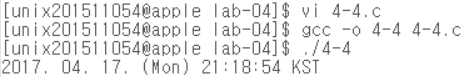 [unix201511054@apple lab-04]$ vi 4-4.c
[unix201511054@apple lab-04]$ gcc -o 4-4 4-4.c
[unix201511054@apple lab-04]$ ./4-4
2017. 04. 17. (Mon) 21:18:54 KST